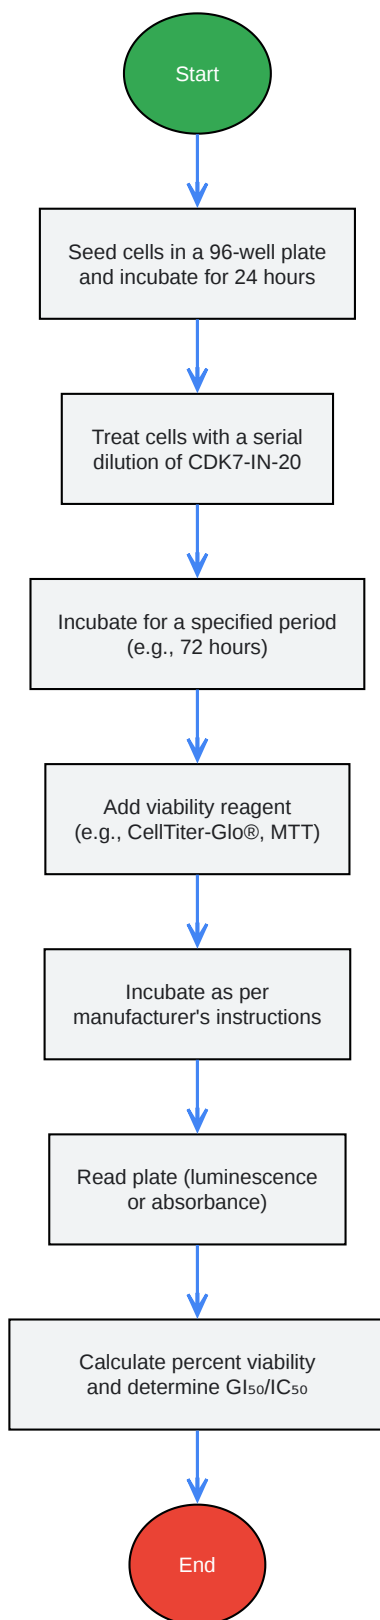 Start
Seed cells in a 96-well plate
and incubate for 24 hours
Treat cells with a serial
dilution of CDK7-IN-20
Incubate for a specified period
(e.g., 72 hours)
Add viability reagent
(e.g., CellTiter-Glo®, MTT)
Incubate as per
manufacturer's instructions
Read plate (luminescence
or absorbance)
Calculate percent viability
and determine GI₅₀/IC₅₀
End